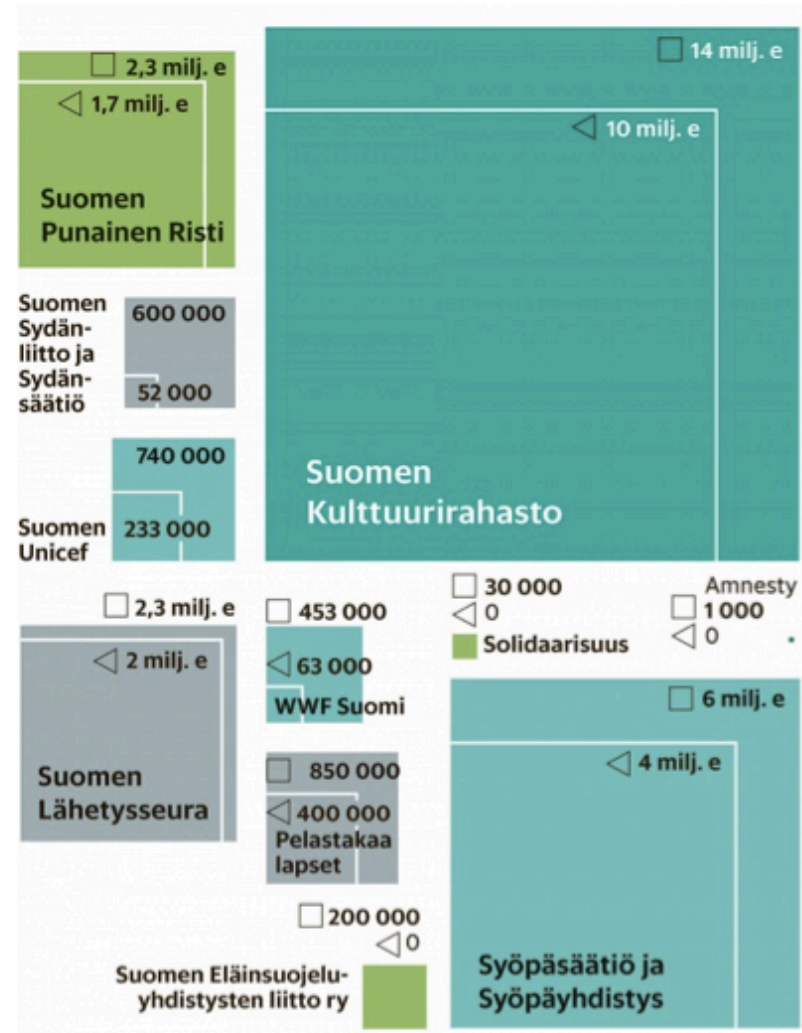 2,3 milj. e
1,7 milj. e
Suomen
Punainen Risti
14 milj. e
10 milj. e
Suomen
Kulttuurirahasto
Suomen
Sydän-
liitto ja
Sydän-
säätiö
600 000
52 000
740 000
233 000
Suomen
Unicef
2,3 milj. e
2 milj. e
Suomen
Lähetysseura
453 000
63 000
WWF Suomi
30 000
0
Solidaarisuus
Amnesty
1 000
0
850 000
400 000
Pelastakaa
lapset
6 milj. e
4 milj. e
Syöpäsäätiö ja
Syöpäyhdistys
200 000
0
Suomen Eläinsuojelu-
yhdistysten liitto ry